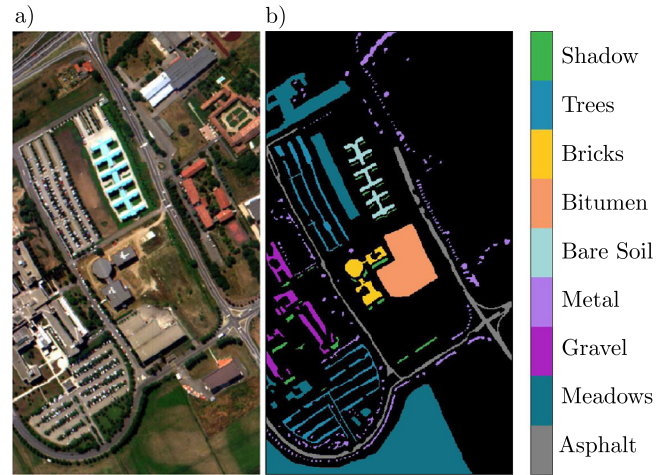 a)
b)
Shadow
Trees
Bricks
Bitumen
Bare Soil
Metal
Gravel
Meadows
Asphalt